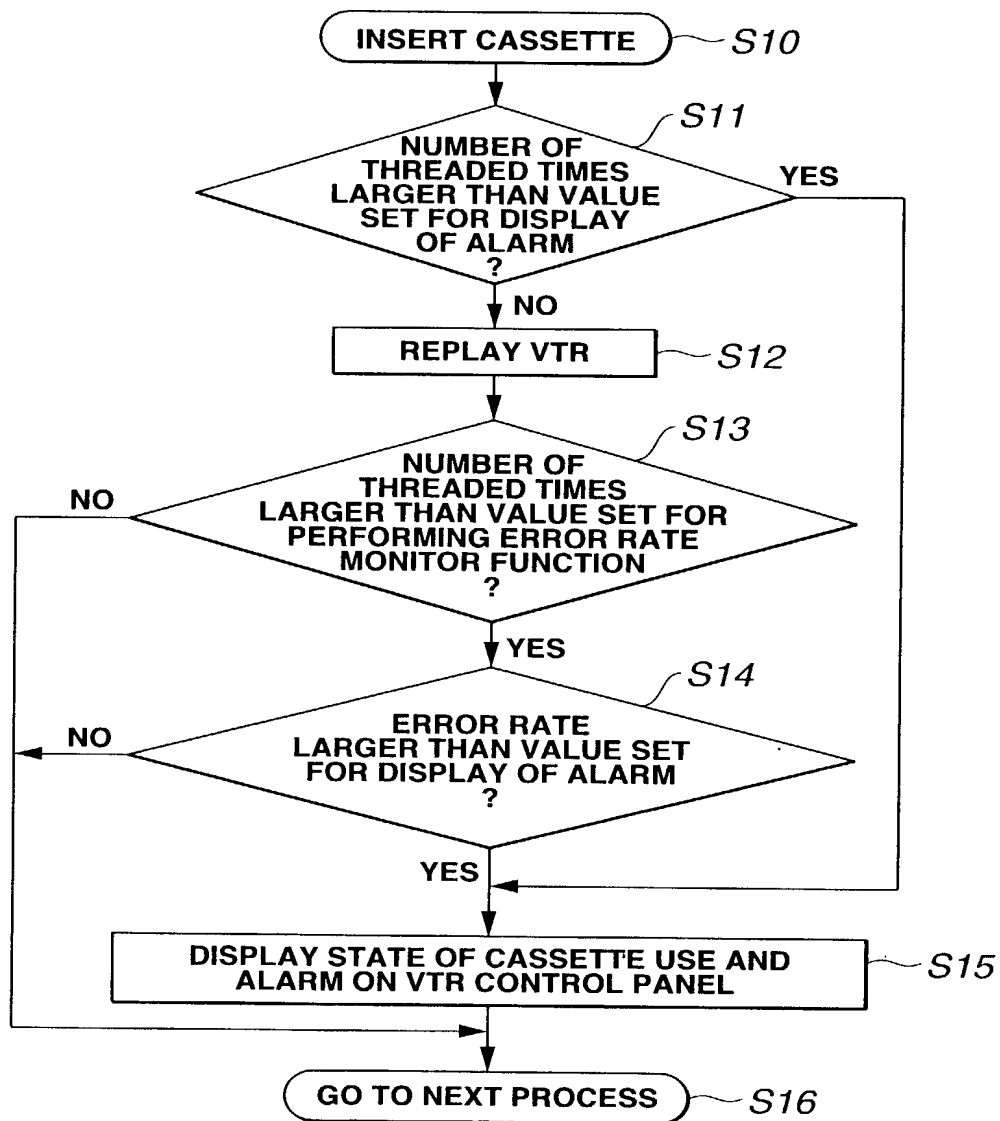 INSERT CASSETTE
S10
S11
NUMBER OF
THREADED TIMES
LARGER THAN VALUE
SET FOR DISPLAY
OF ALARM
?
YES
NO
REPLAY VTR
S12
S13
NUMBER OF
THREADED TIMES
LARGER THAN VALUE SET FOR
PERFORMING ERROR RATE
MONITOR FUNCTION
?
NO
YES
S14
ERROR RATE
LARGER THAN VALUE SET
FOR DISPLAY OF ALARM
?
NO
YES
DISPLAY STATE OF CASSETTE USE AND
ALARM ON VTR CONTROL PANEL
S15
GO TO NEXT PROCESS
S16